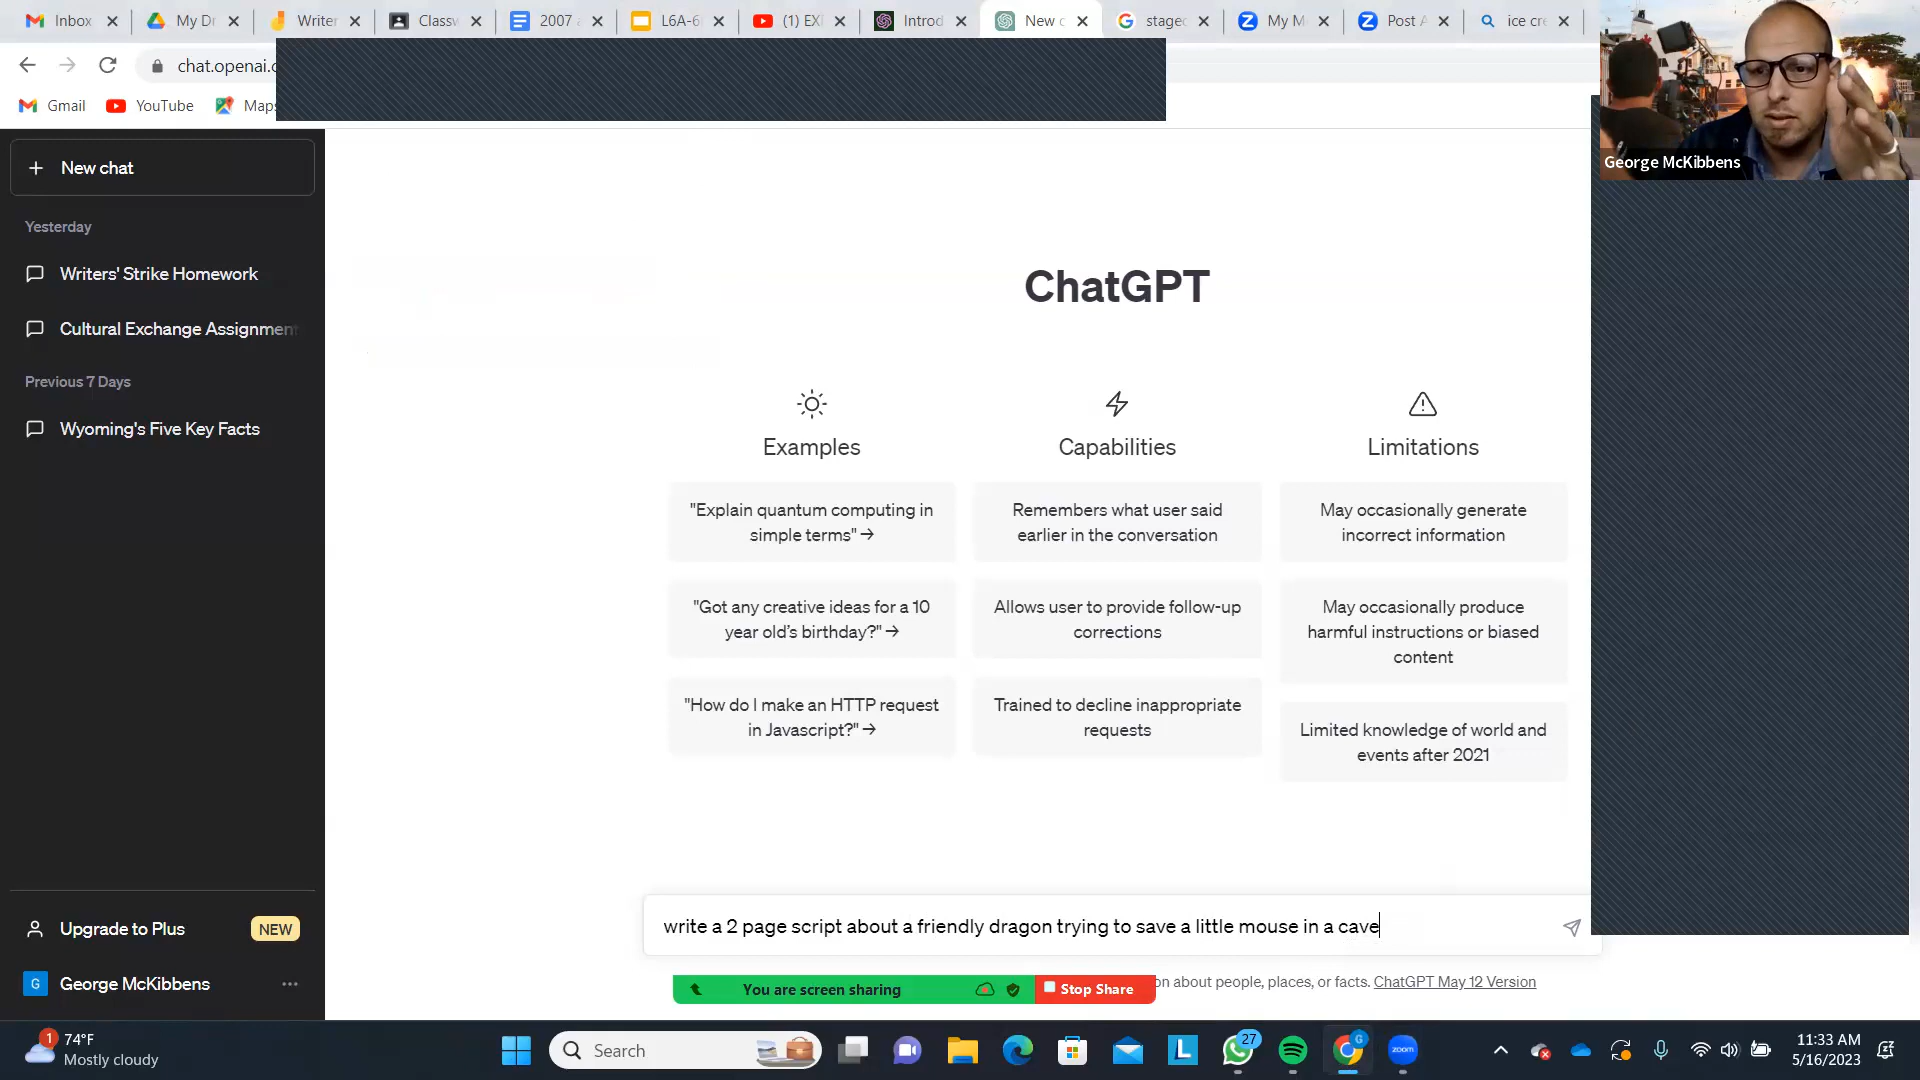 Inbox
My Dr
Writer
Classw
2007 a
L6A-6
(1) EXI
Introd
New c
stagec
My M
Post A
ice cre
chat.openai.c
Gmail
YouTube
Maps
George McKibbens
New chat
Yesterday
Writers' Strike Homework
Cultural Exchange Assignment
Previous 7 Days
Wyoming's Five Key Facts
ChatGPT
Examples
Capabilities
Limitations
"Explain quantum computing in
simple terms" →
Remembers what user said
earlier in the conversation
May occasionally generate
incorrect information
"Got any creative ideas for a 10
year old's birthday?" →
Allows user to provide follow-up
corrections
May occasionally produce
harmful instructions or biased
content
"How do I make an HTTP request
in Javascript?" →
Trained to decline inappropriate
requests
Limited knowledge of world and
events after 2021
write a 2 page script about a friendly dragon trying to save a little mouse in a cave
Upgrade to Plus
NEW
G
George McKibbens
You are screen sharing
Stop Share
on about people, places, or facts. ChatGPT May 12 Version
1
74°F
Mostly cloudy
Search
L
27
G
zoom
11:33 AM
5/16/2023